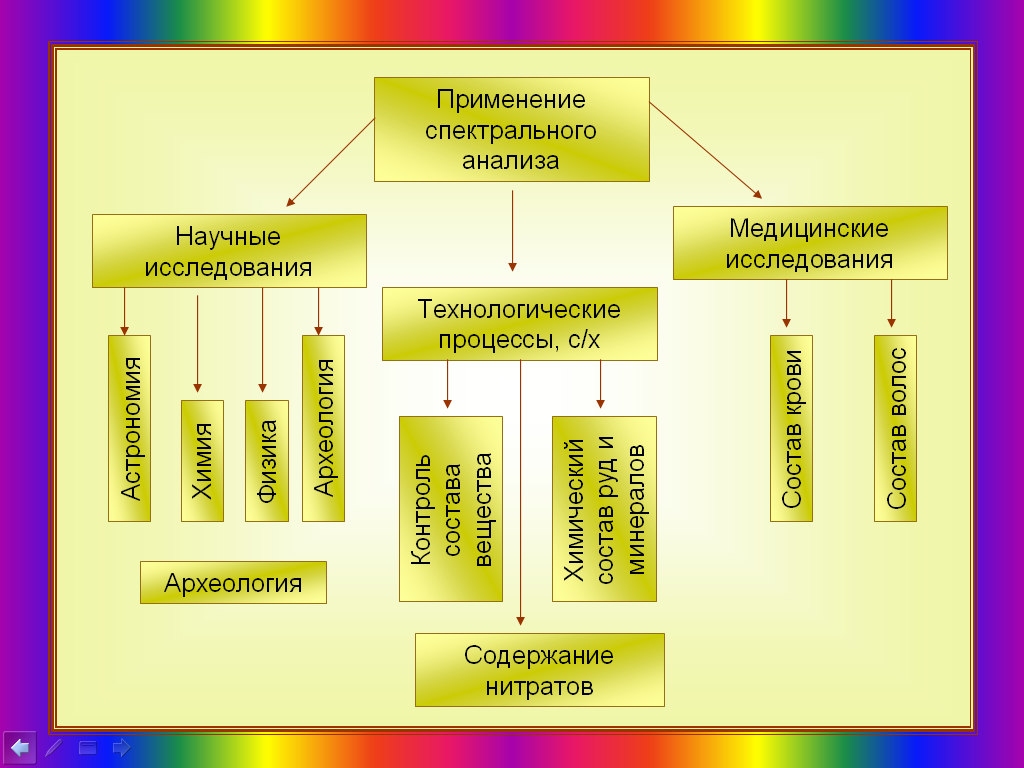 Применение
спектрального
анализа
Научные
исследования
Медицинские
исследования
Технологические
процессы, с/х
Астрономия
Химия
Физика
Археология
Контроль
состава
вещества
Химический
состав руд и
минералов
Состав крови
Состав волос
Археология
Содержание
нитратов